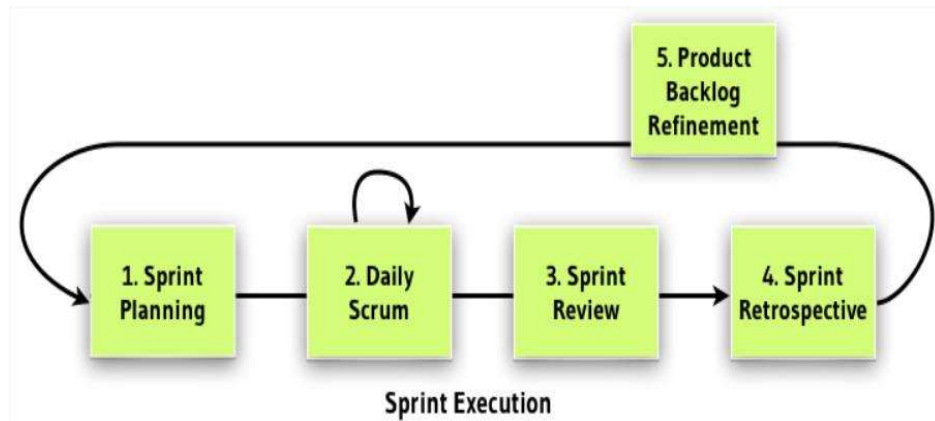 5. Product
Backlog
Refinement
1. Sprint
Planning
2. Daily
Scrum
3. Sprint
Review
4. Sprint
Retrospective
Sprint Execution